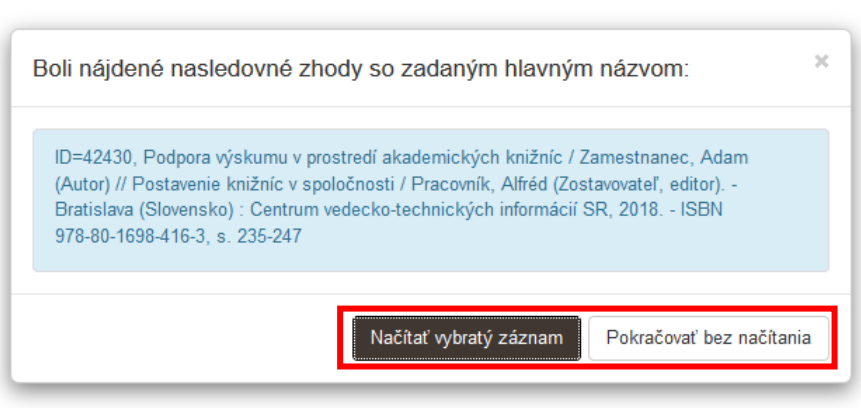 Boli nájdené nasledovné zhody so zadaným hlavným názvom:
×
ID=42430, Podpora výskumu v prostredí akademických knižníc / Zamestnanec, Adam
(Autor) // Postavenie knižníc v spoločnosti / Pracovník, Alfréd (Zostavovateľ, editor). -
Bratislava (Slovensko) : Centrum vedecko-technických informácií SR, 2018. - ISBN
978-80-1698-416-3, s. 235-247
Načítať vybratý záznam
Pokračovať bez načítania